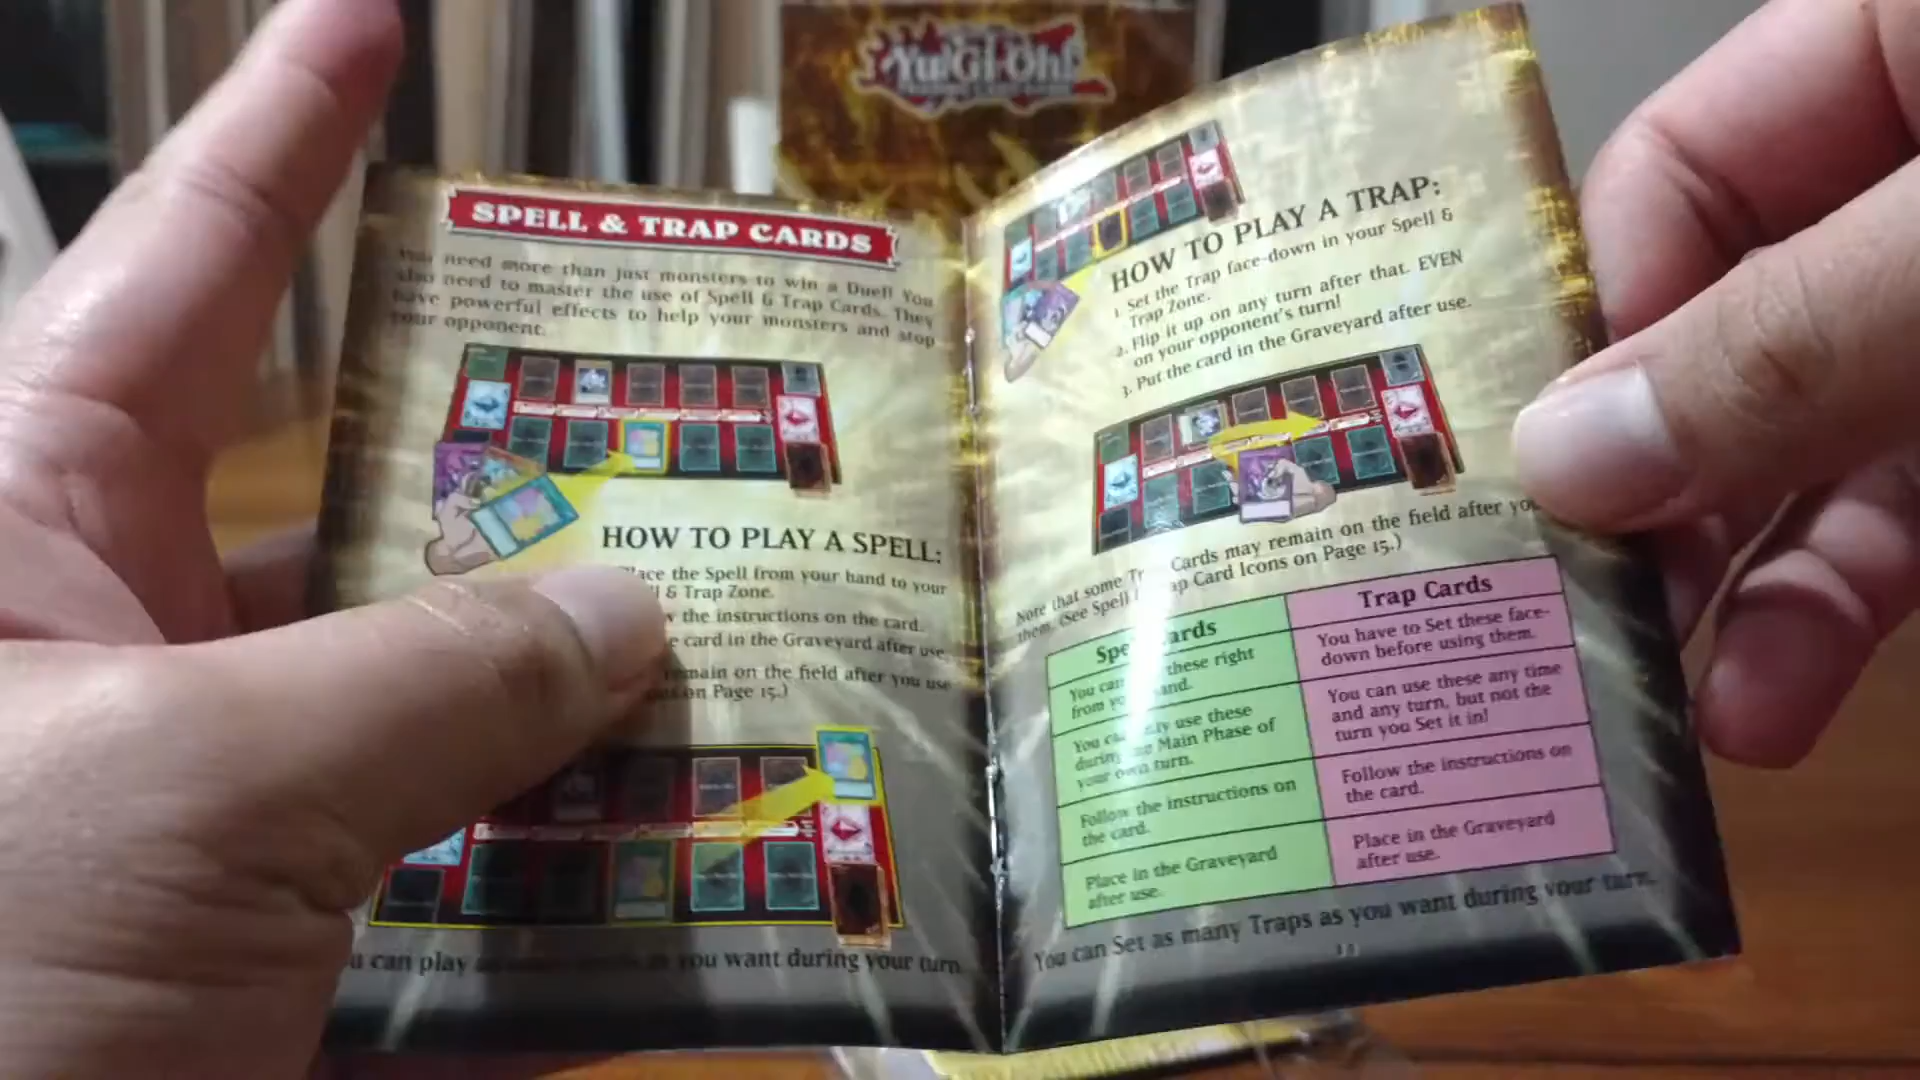 Yu-Gi-Oh!
SPELL & TRAP CARDS
need more than just monsters to win a Duel! You
also need to master the use of Spell & Trap Cards. They
have powerful effects to help your monsters and stop
your opponent.
HOW TO PLAY A SPELL:
the Spell from your hand to your
& Trap Zone.
the instructions on the card.
card in the Graveyard after use.
remain on the field after you use
on Page 15.)
can play as you want during your turn
HOW TO PLAY A TRAP:
1. Set the Trap face-down in your Spell &
Trap Zone.
2. Flip it up on any turn after that. EVEN
on your opponent's turn!
3. Put the card in the Graveyard after use.
Note that some Cards may remain on the field after you
them. (See Spell Card Icons on Page 15.)
Trap Cards
these right
from
You have to Set these face-
down before using them.
use these
Main Phase of
your own turn.
You can use these any time
and any turn, but not the
turn you Set it in!
Follow the instructions on
the card.
Follow the instructions on
the card.
Place in the Graveyard
after use.
Place in the Graveyard
after use.
You can Set as many Traps as you want during your turn.